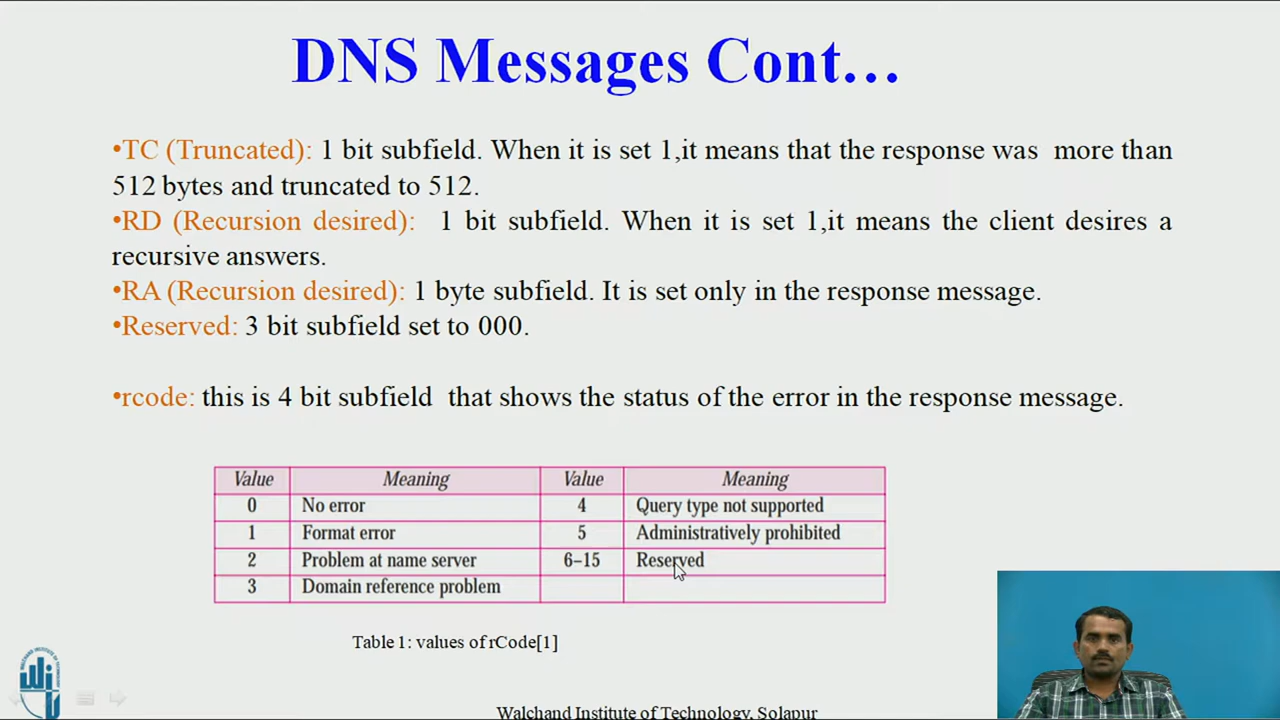 DNS Messages Cont…
•TC (Truncated): 1 bit subfield. When it is set 1,it means that the response was more than
512 bytes and truncated to 512.
•RD (Recursion desired): 1 bit subfield. When it is set 1,it means the client desires a
recursive answers.
•RA (Recursion desired): 1 byte subfield. It is set only in the response message.
•Reserved: 3 bit subfield set to 000.
•rcode: this is 4 bit subfield that shows the status of the error in the response message.
Value Meaning Value Meaning
0 No error 4 Query type not supported
1 Format error 5 Administratively prohibited
2 Problem at name server 6–15 Reserved
3 Domain reference problem
Table 1: values of rCode[1]
Walchand Institute of Technology, Solapur